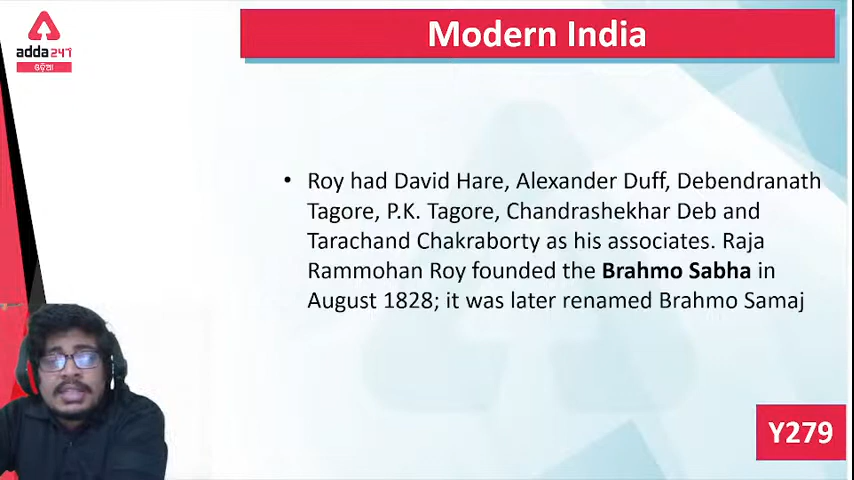 adda247
ଓଡ଼ିଆ
Modern India
• Roy had David Hare, Alexander Duff, Debendranath
Tagore, P.K. Tagore, Chandrashekhar Deb and
Tarachand Chakraborty as his associates. Raja
Rammohan Roy founded the Brahmo Sabha in
August 1828; it was later renamed Brahmo Samaj
Y279